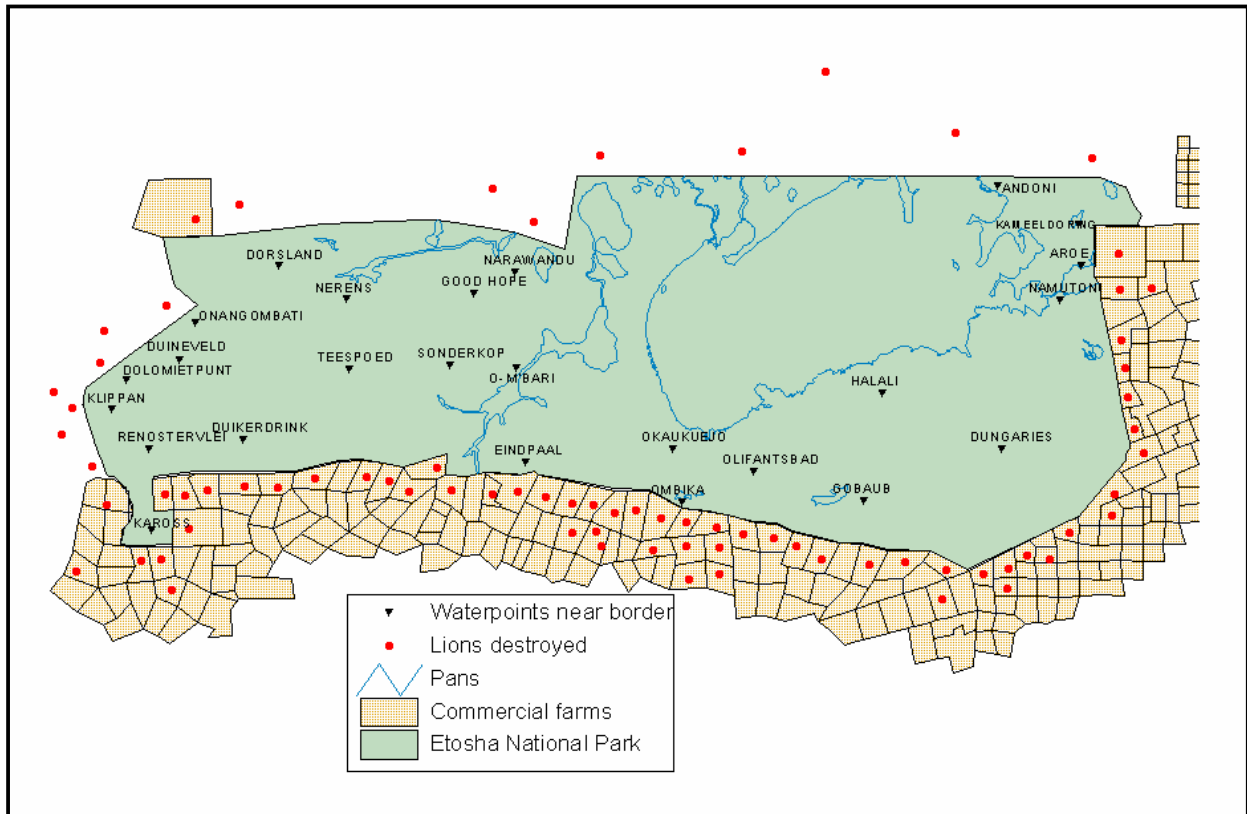 ANDONI
KAMEELDORING
DORSLAND
NARAWANDU
AROE
NERENS
GOOD HOPE
NAMUTONI
ONANGOMBATI
DUINEVELD
TEESPOED
SONDERKOP
DOLOMIETPUNT
O-M'BARI
HALALI
KLIPPAN
RENOSTERVLEI
DUIKERDRINK
EINDPAAL
OKAUKUEJO
DUNGARIES
OLIFANTSBAD
OMBIKA
GOBAUB
KAROSS
Waterpoints near border
Lions destroyed
Pans
Commercial farms
Etosha National Park